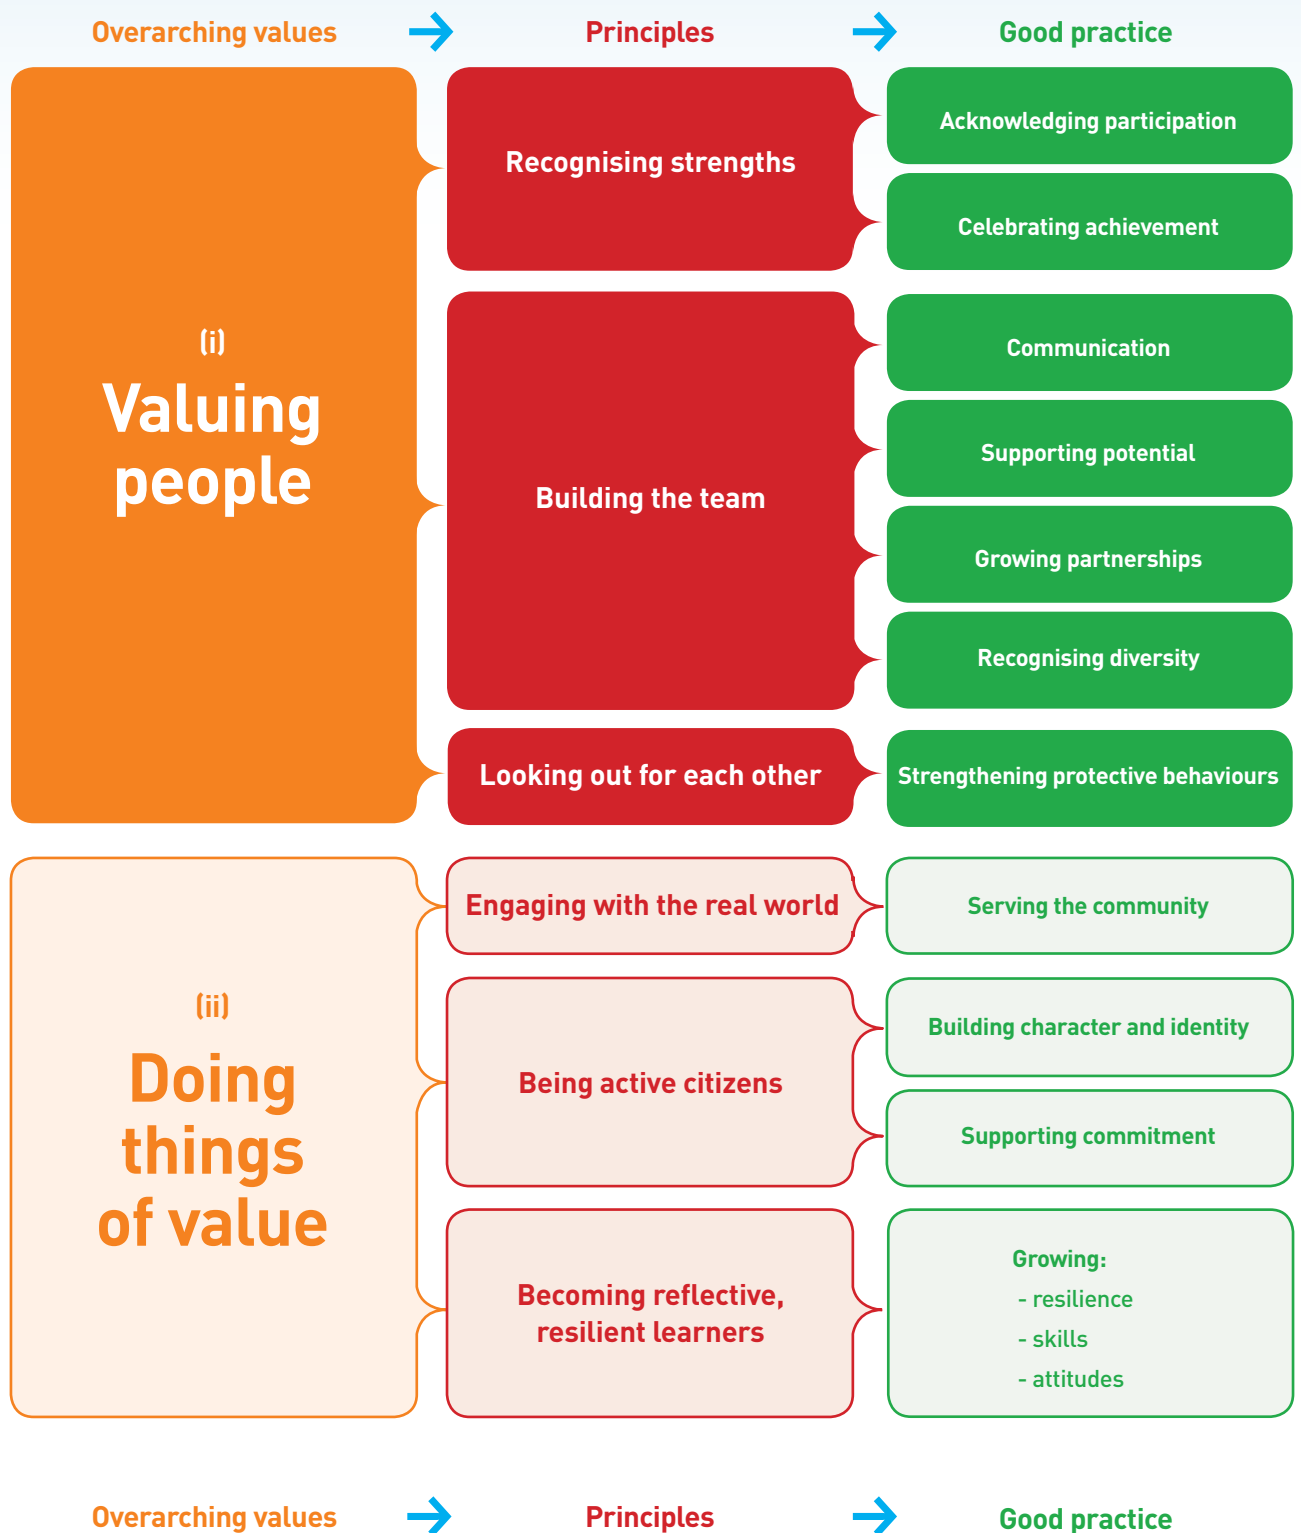 Overarching values
Principles
Good practice
(i)
Valuing
people
Recognising strengths
Acknowledging participation
Celebrating achievement
Building the team
Communication
Supporting potential
Growing partnerships
Recognising diversity
Looking out for each other
Strengthening protective behaviours
(ii)
Doing
things
of value
Engaging with the real world
Serving the community
Being active citizens
Building character and identity
Supporting commitment
Becoming reflective,
resilient learners
Growing:
- resilience
- skills
- attitudes
Overarching values
Principles
Good practice